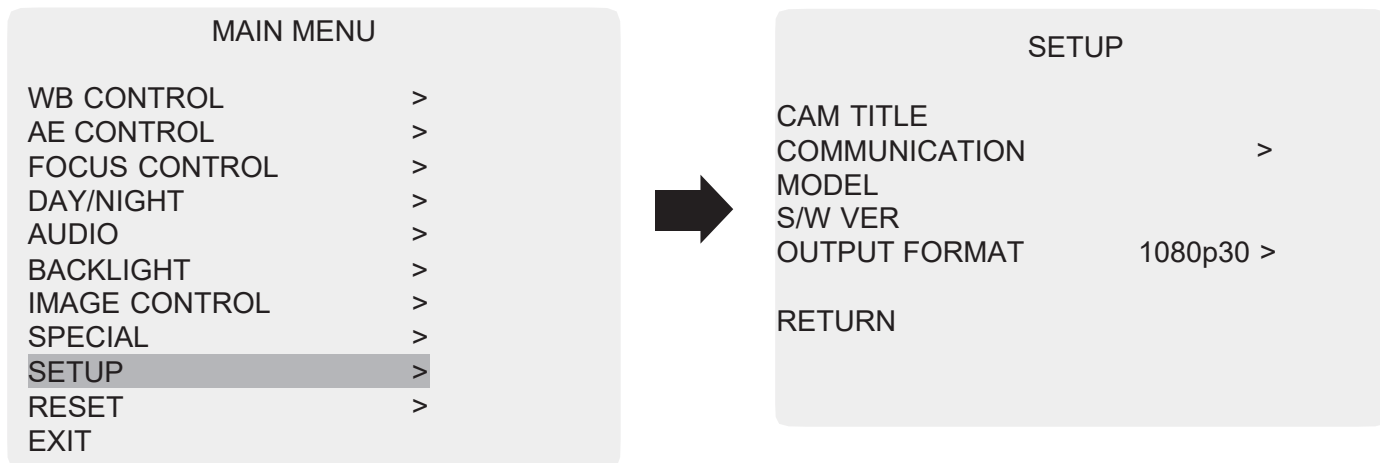 MAIN MENU
WB CONTROL >
AE CONTROL >
FOCUS CONTROL >
DAY/NIGHT >
AUDIO >
BACKLIGHT >
IMAGE CONTROL >
SPECIAL >
SETUP >
RESET >
EXIT
SETUP
CAM TITLE
COMMUNICATION >
MODEL
S/W VER
OUTPUT FORMAT 1080p30 >
RETURN